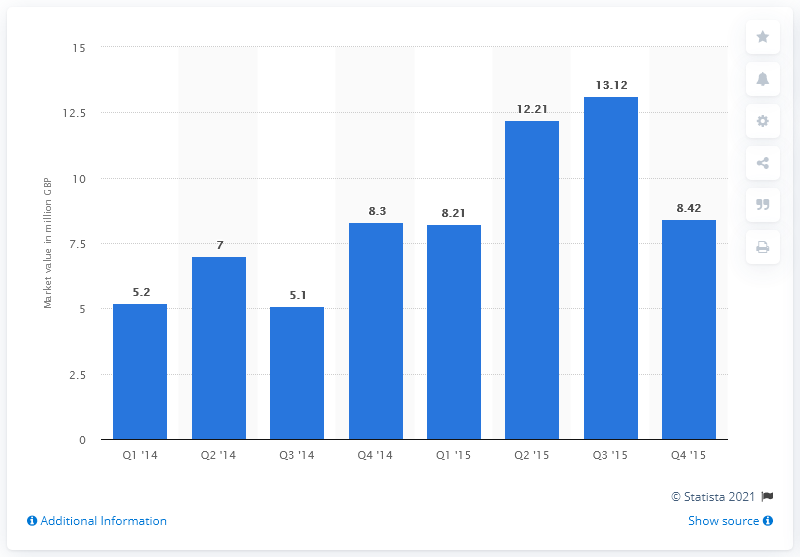 Market value in million GBP
15
12.5
10
7.5
5
2.5
0
5.2
7
5.1
8.3
8.21
12.21
13.12
8.42
Q1 '14
Q2 '14
Q3 '14
Q4 '14
Q1 '15
Q2 '15
Q3 '15
Q4 '15
© Statista 2021
Additional Information
Show source